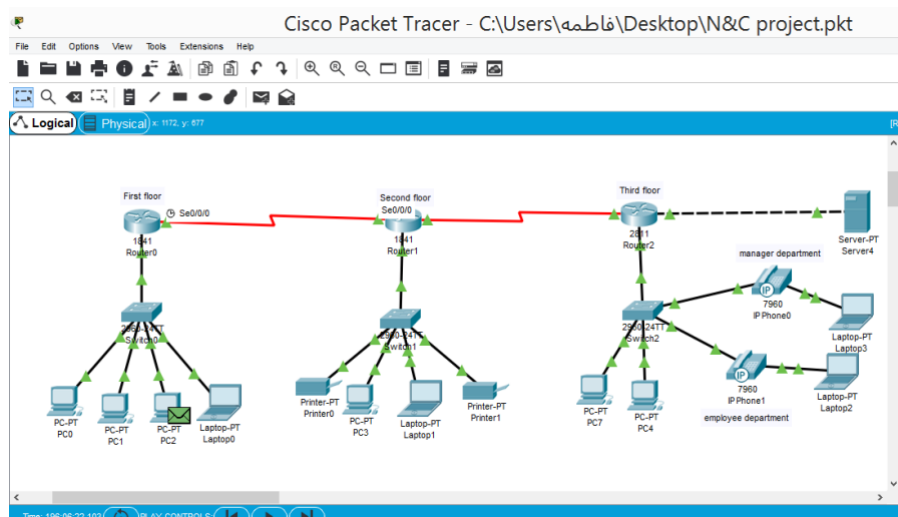 Cisco Packet Tracer - C:\Users\فاطمه\Desktop\N&C project.pkt
File Edit Options View Tools Extensions Help
Logical Physical x: 1172, y: 677
First floor
Se0/0/0
1841
Router0
Second floor
Se0/0/0
1841
Router1
Third floor
2811
Router2
Server-PT
Server4
manager department
7960
IP Phone0
Laptop-PT
Laptop3
2960-24TT
Switch0
2960-24TT
Switch1
2960-24TT
Switch2
7960
IP Phone1
Laptop-PT
Laptop2
employee department
PC-PT
PC0
PC-PT
PC1
PC-PT
PC2
Laptop-PT
Laptop0
Printer-PT
Printer0
PC-PT
PC3
Laptop-PT
Laptop1
Printer-PT
Printer1
PC-PT
PC7
PC-PT
PC4
PLAY CONTROLS: